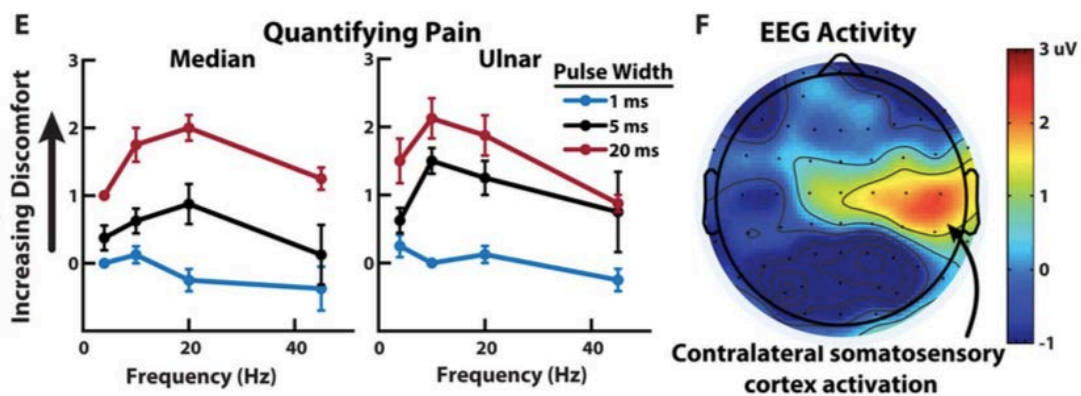 E
Quantifying Pain
Median
Ulnar
Increasing Discomfort
3
2
1
0
0 20 40
Frequency (Hz)
3
2
1
0
0 20 40
Frequency (Hz)
Pulse Width
1 ms
5 ms
20 ms
F
EEG Activity
3 uV
2
1
0
-1
Contralateral somatosensory
cortex activation